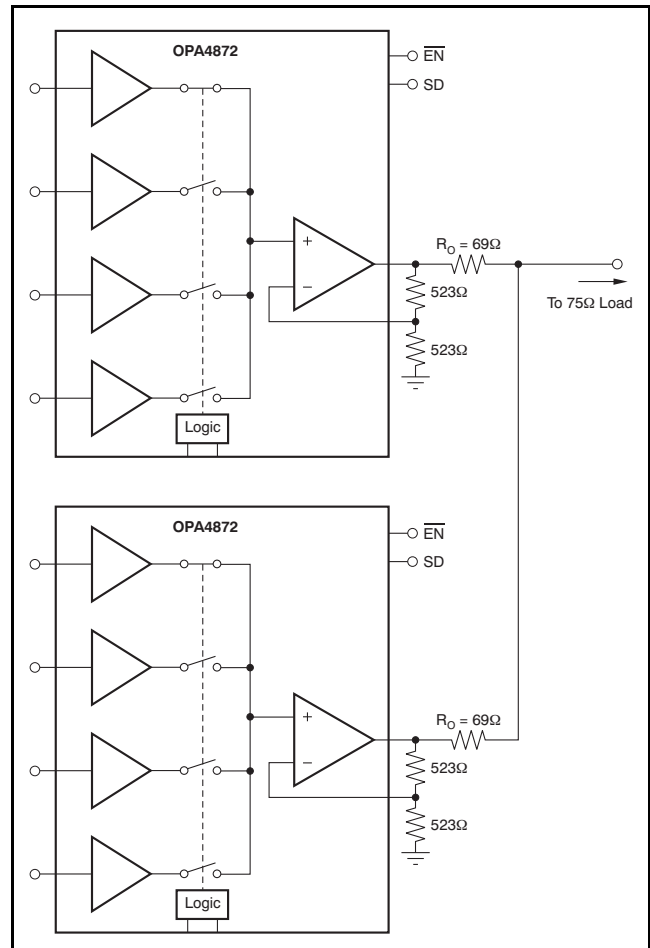 OPA4872
EN
SD
+
−
R_O = 69Ω
523Ω
To 75Ω Load
523Ω
Logic
OPA4872
EN
SD
+
−
R_O = 69Ω
523Ω
523Ω
Logic